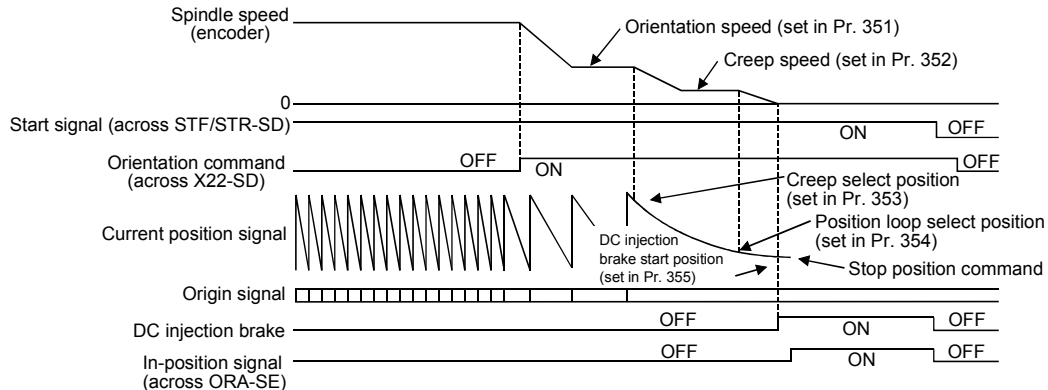 Spindle speed
(encoder)
Orientation speed (set in Pr. 351)
Creep speed (set in Pr. 352)
0
Start signal (across STF/STR-SD)
ON
OFF
Orientation command
(across X22-SD)
OFF
ON
OFF
Creep select position
(set in Pr. 353)
Current position signal
DC injection
brake start position
(set in Pr. 355)
Position loop select position
(set in Pr. 354)
Stop position command
Origin signal
DC injection brake
OFF
ON
OFF
In-position signal
(across ORA-SE)
OFF
ON
OFF